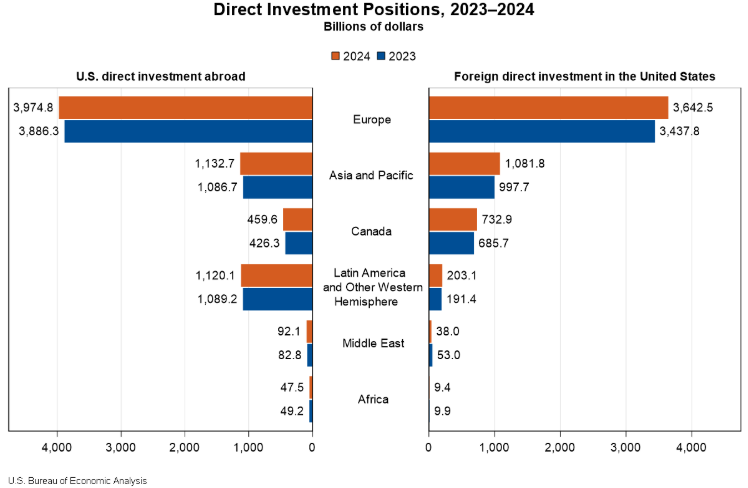 Direct Investment Positions, 2023–2024
Billions of dollars
2024 2023
U.S. direct investment abroad
Foreign direct investment in the United States
3,974.8 Europe 3,642.5
3,886.3 3,437.8
1,132.7 Asia and Pacific 1,081.8
1,086.7 997.7
459.6 Canada 732.9
426.3 685.7
1,120.1 Latin America 203.1
and Other Western
1,089.2 Hemisphere 191.4
92.1 Middle East 38.0
82.8 53.0
47.5 Africa 9.4
49.2 9.9
4,000 3,000 2,000 1,000 0 0 1,000 2,000 3,000 4,000
U.S. Bureau of Economic Analysis